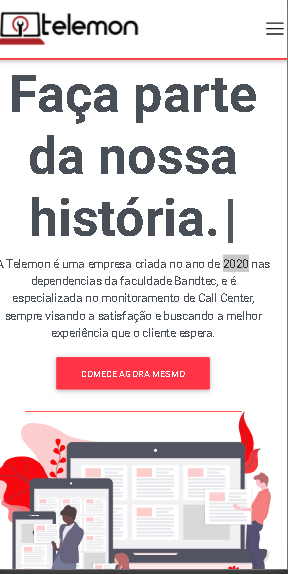 telemon
Faça parte
da nossa
história.|
A Telemon é uma empresa criada no ano de 2020 nas
dependencias da faculdade Bandtec, e é
especializada no monitoramento de Call Center,
sempre visando a satisfação e buscando a melhor
experiência que o cliente espera.
COMECE AGORA MESMO